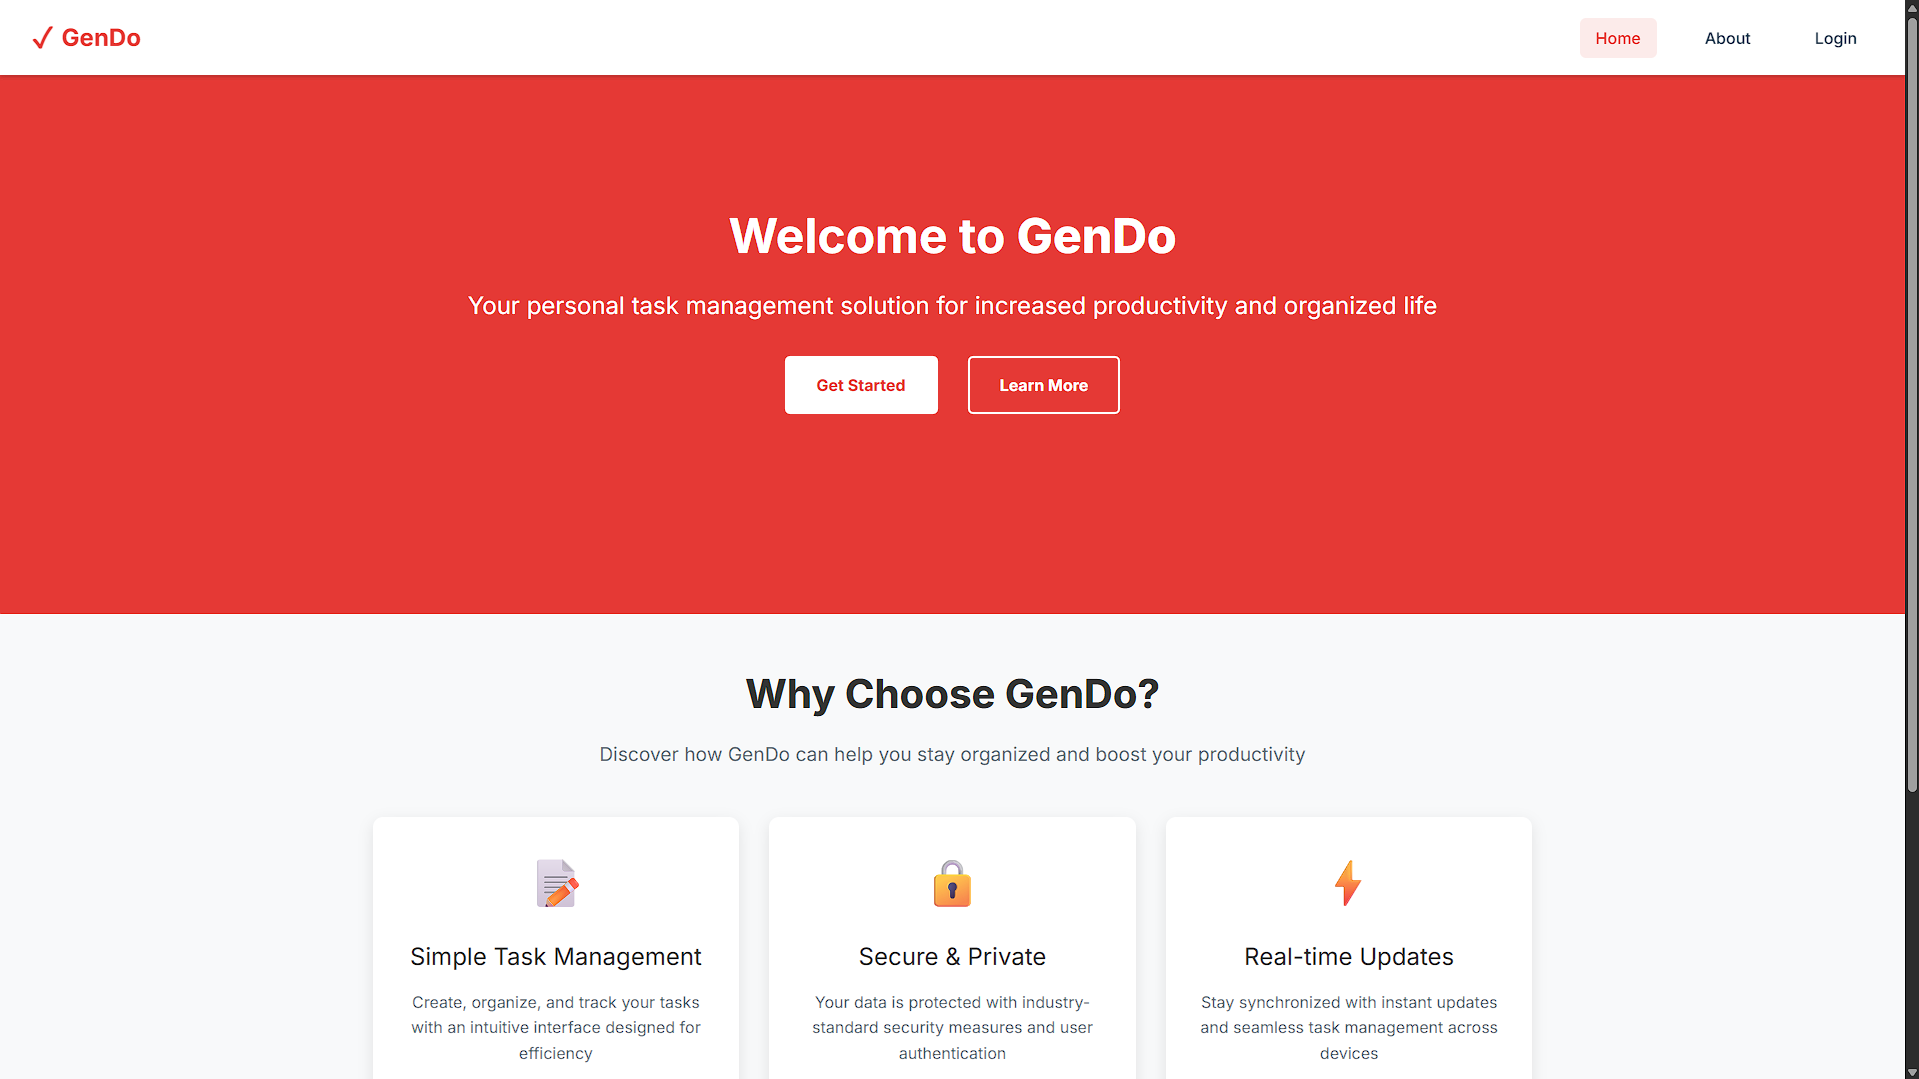 GenDo
Home
About
Login
Welcome to GenDo
Your personal task management solution for increased productivity and organized life
Get Started
Learn More
Why Choose GenDo?
Discover how GenDo can help you stay organized and boost your productivity
Simple Task Management
Create, organize, and track your tasks
with an intuitive interface designed for
efficiency
Secure & Private
Your data is protected with industry-
standard security measures and user
authentication
Real-time Updates
Stay synchronized with instant updates
and seamless task management across
devices